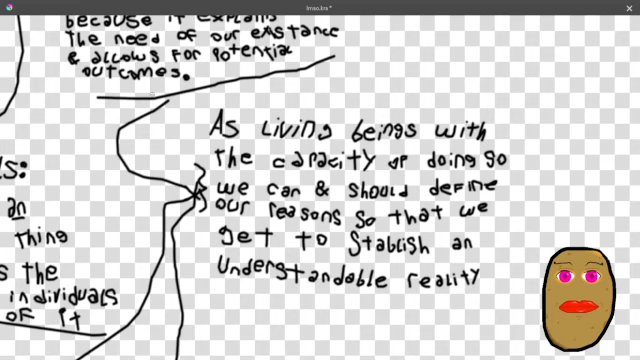 lmao.kra *
because it explains
the need of our existance
& allows for potential
outcomes.
As living beings with
the capacity of doing so
we can & should define
our reasons so that we
get to stablish an
understandable reality
s:
an
thing
s the
individuals
of it